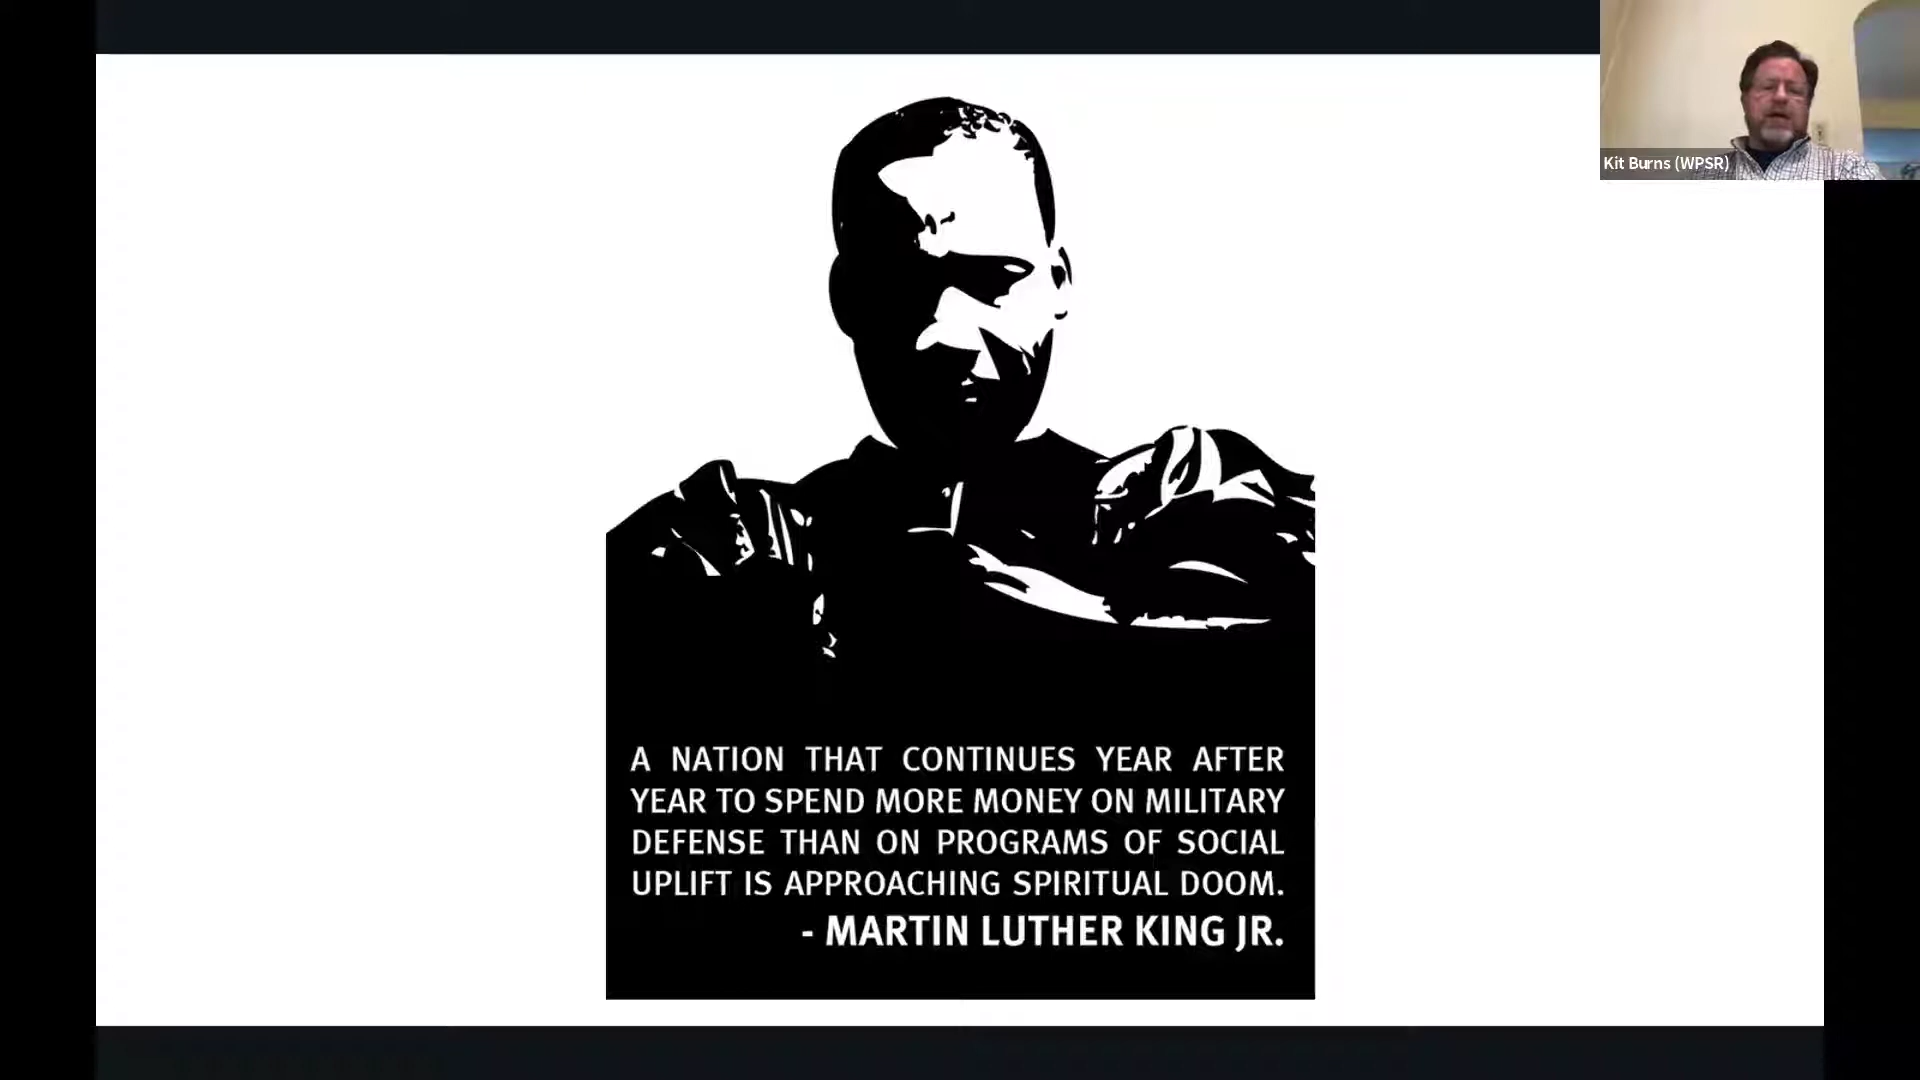 Kit Burns (WPSR)
A NATION THAT CONTINUES YEAR AFTER
YEAR TO SPEND MORE MONEY ON MILITARY
DEFENSE THAN ON PROGRAMS OF SOCIAL
UPLIFT IS APPROACHING SPIRITUAL DOOM.
- MARTIN LUTHER KING JR.